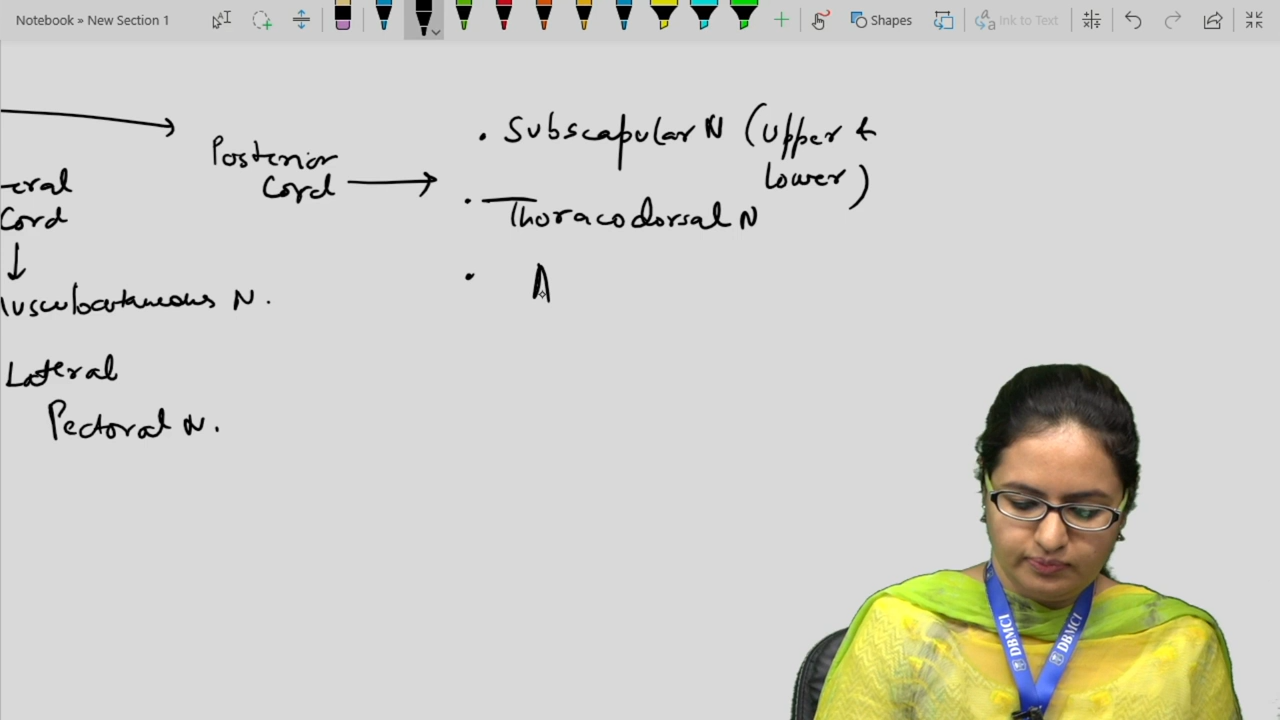 Notebook » New Section 1
Shapes
Ink to Text
Posterior
Cord
• Subscapular N (Upper &
Lower)
• Thoracodorsal N
• A
eral
Cord
usculocutaneous N.
Lateral
Pectoral N.
DBMCI
DBMCI